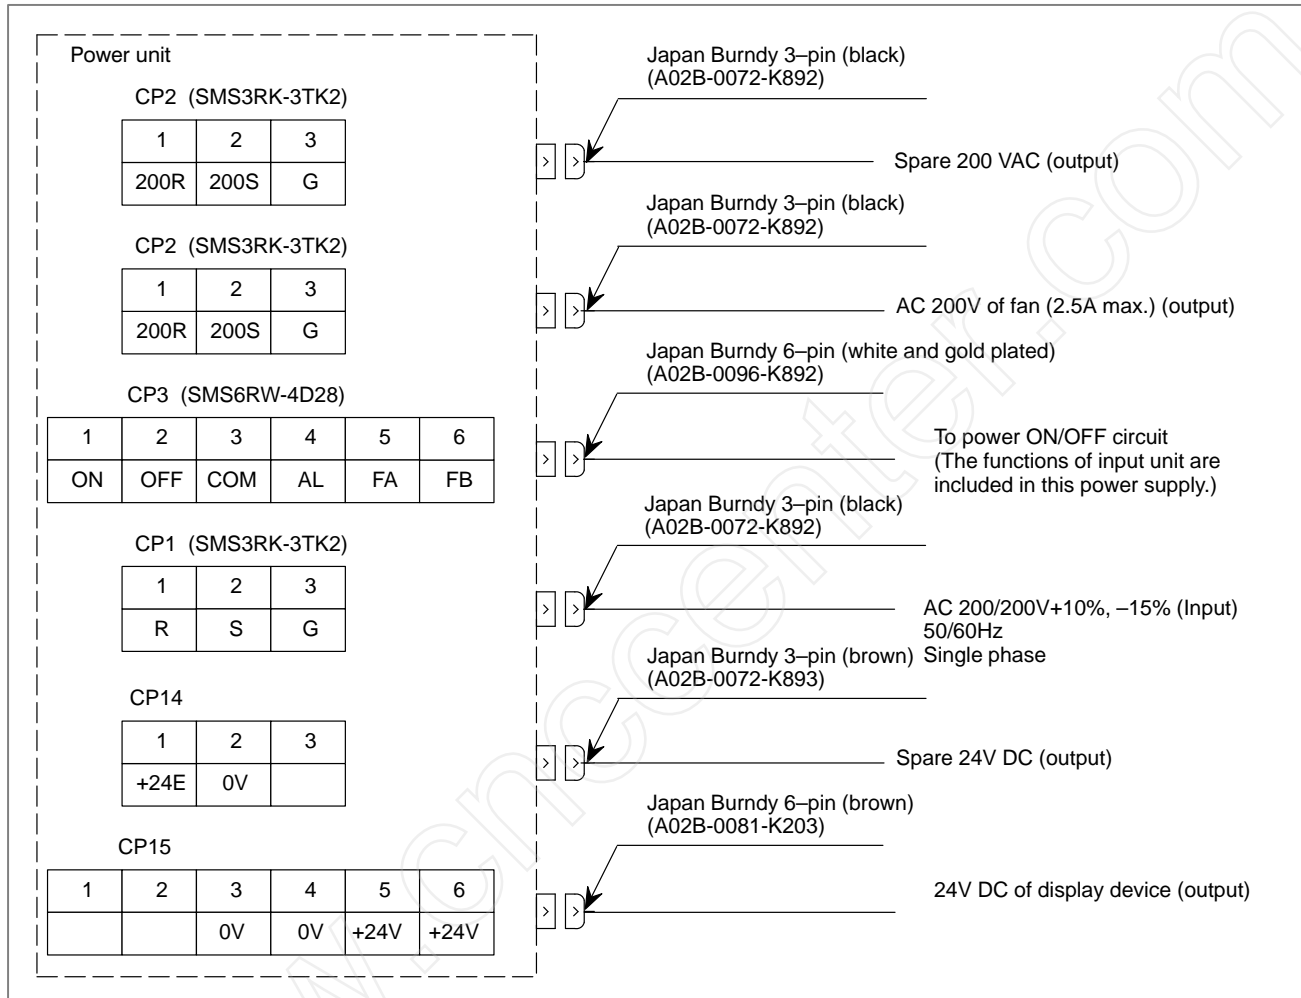 Power unit
CP2 (SMS3RK-3TK2)
1 2 3
200R 200S G
Japan Burndy 3–pin (black)
(A02B-0072-K892)
Spare 200 VAC (output)
CP2 (SMS3RK-3TK2)
1 2 3
200R 200S G
Japan Burndy 3–pin (black)
(A02B-0072-K892)
AC 200V of fan (2.5A max.) (output)
CP3 (SMS6RW-4D28)
1 2 3 4 5 6
ON OFF COM AL FA FB
Japan Burndy 6–pin (white and gold plated)
(A02B-0096-K892)
To power ON/OFF circuit
(The functions of input unit are
included in this power supply.)
CP1 (SMS3RK-3TK2)
1 2 3
R S G
Japan Burndy 3–pin (black)
(A02B-0072-K892)
AC 200/200V+10%, –15% (Input)
50/60Hz
Single phase
CP14
1 2 3
+24E 0V
Japan Burndy 3–pin (brown)
(A02B-0072-K893)
Spare 24V DC (output)
CP15
1 2 3 4 5 6
0V 0V +24V +24V
Japan Burndy 6–pin (brown)
(A02B-0081-K203)
24V DC of display device (output)
w.cnccenter.com